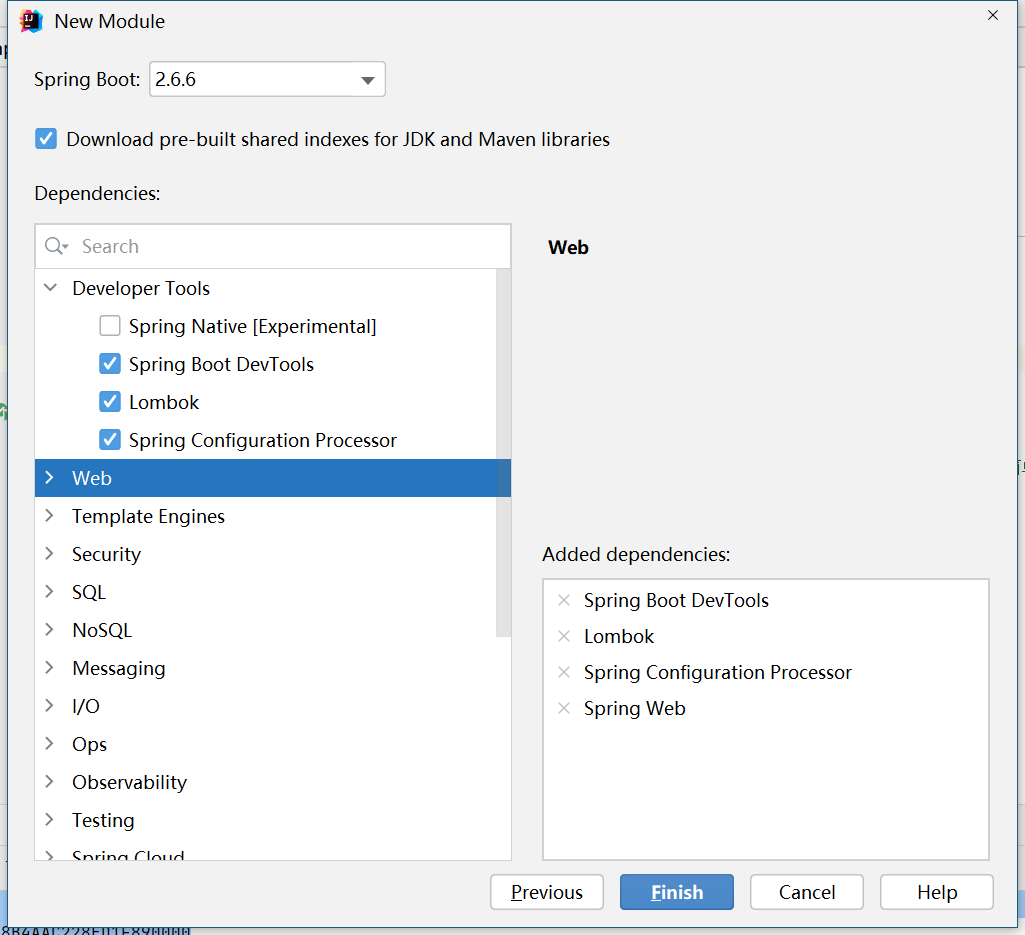 New Module
Spring Boot: 2.6.6
Download pre-built shared indexes for JDK and Maven libraries
Dependencies:
Search
Developer Tools
Spring Native [Experimental]
Spring Boot DevTools
Lombok
Spring Configuration Processor
Web
Template Engines
Security
SQL
NoSQL
Messaging
I/O
Ops
Observability
Testing
Spring Cloud
Web
Added dependencies:
Spring Boot DevTools
Lombok
Spring Configuration Processor
Spring Web
Previous Finish Cancel Help